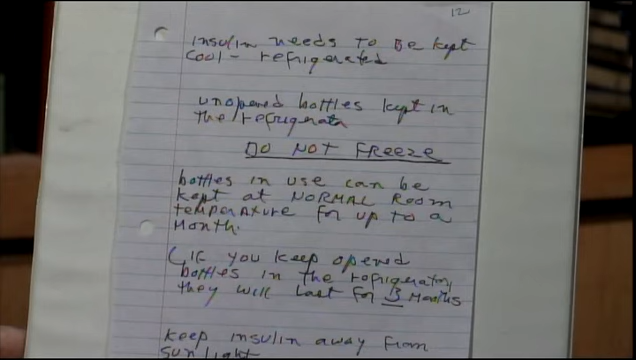 12
insulin needs to be kept
cool - refrigerated
unopened bottles kept in
the refrigerator
DO NOT FREEZE
bottles in use can be
kept at NORMAL ROOM
temperature for up to a
Month.
(if you keep opened
bottles in the refrigerator,
they will last for 3 Months
keep insulin away from
sunlight